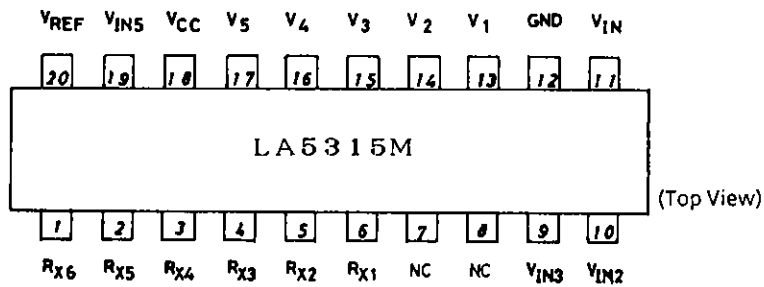 VREF VIN5 VCC V5 V4 V3 V2 V1 GND VIN
20 19 18 17 16 15 14 13 12 11
LA5315M
(Top View)
1 2 3 4 5 6 7 8 9 10
RX6 RX5 RX4 RX3 RX2 RX1 NC NC VIN3 VIN2